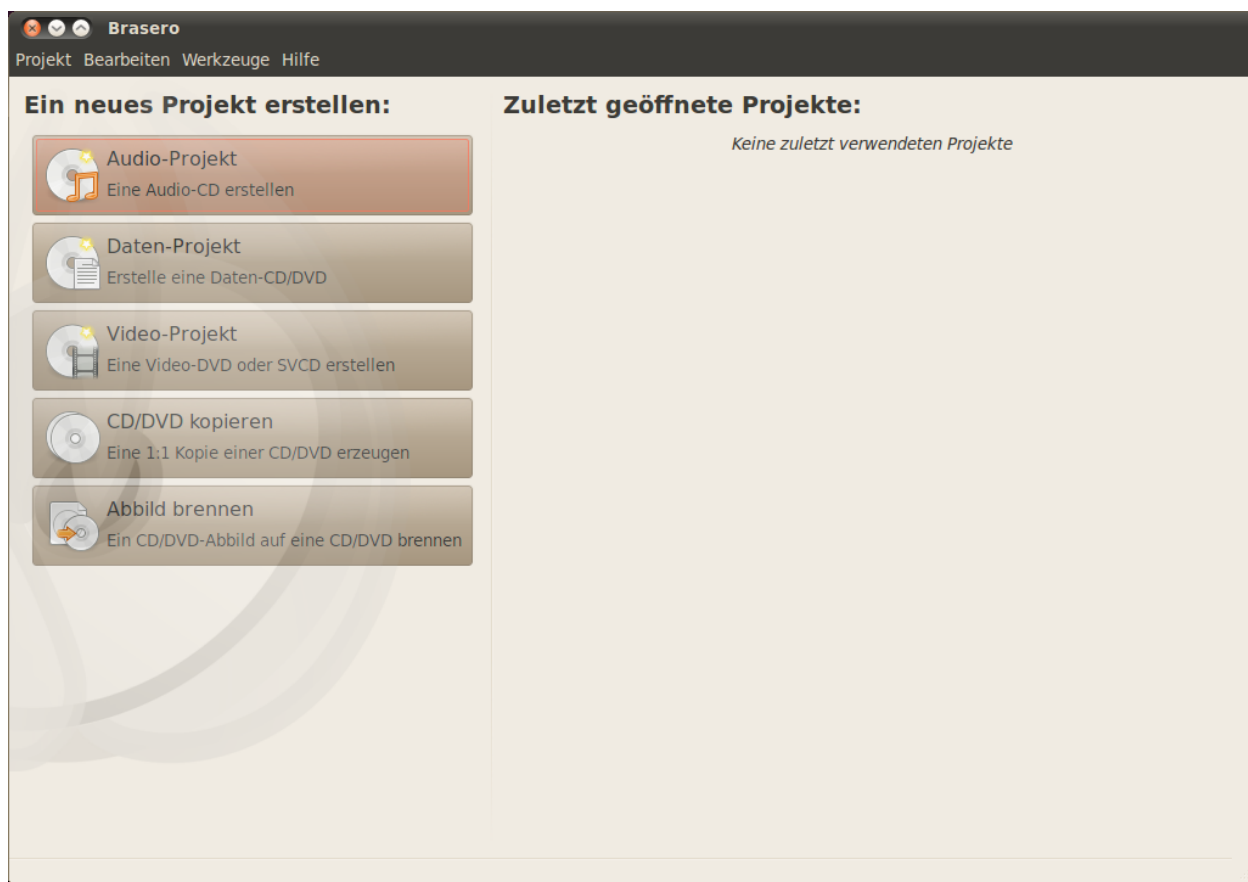 Brasero
Projekt Bearbeiten Werkzeuge Hilfe
Ein neues Projekt erstellen:
Audio-Projekt
Eine Audio-CD erstellen
Daten-Projekt
Erstelle eine Daten-CD/DVD
Video-Projekt
Eine Video-DVD oder SVCD erstellen
CD/DVD kopieren
Eine 1:1 Kopie einer CD/DVD erzeugen
Abbild brennen
Ein CD/DVD-Abbild auf eine CD/DVD brennen
Zuletzt geöffnete Projekte:
Keine zuletzt verwendeten Projekte